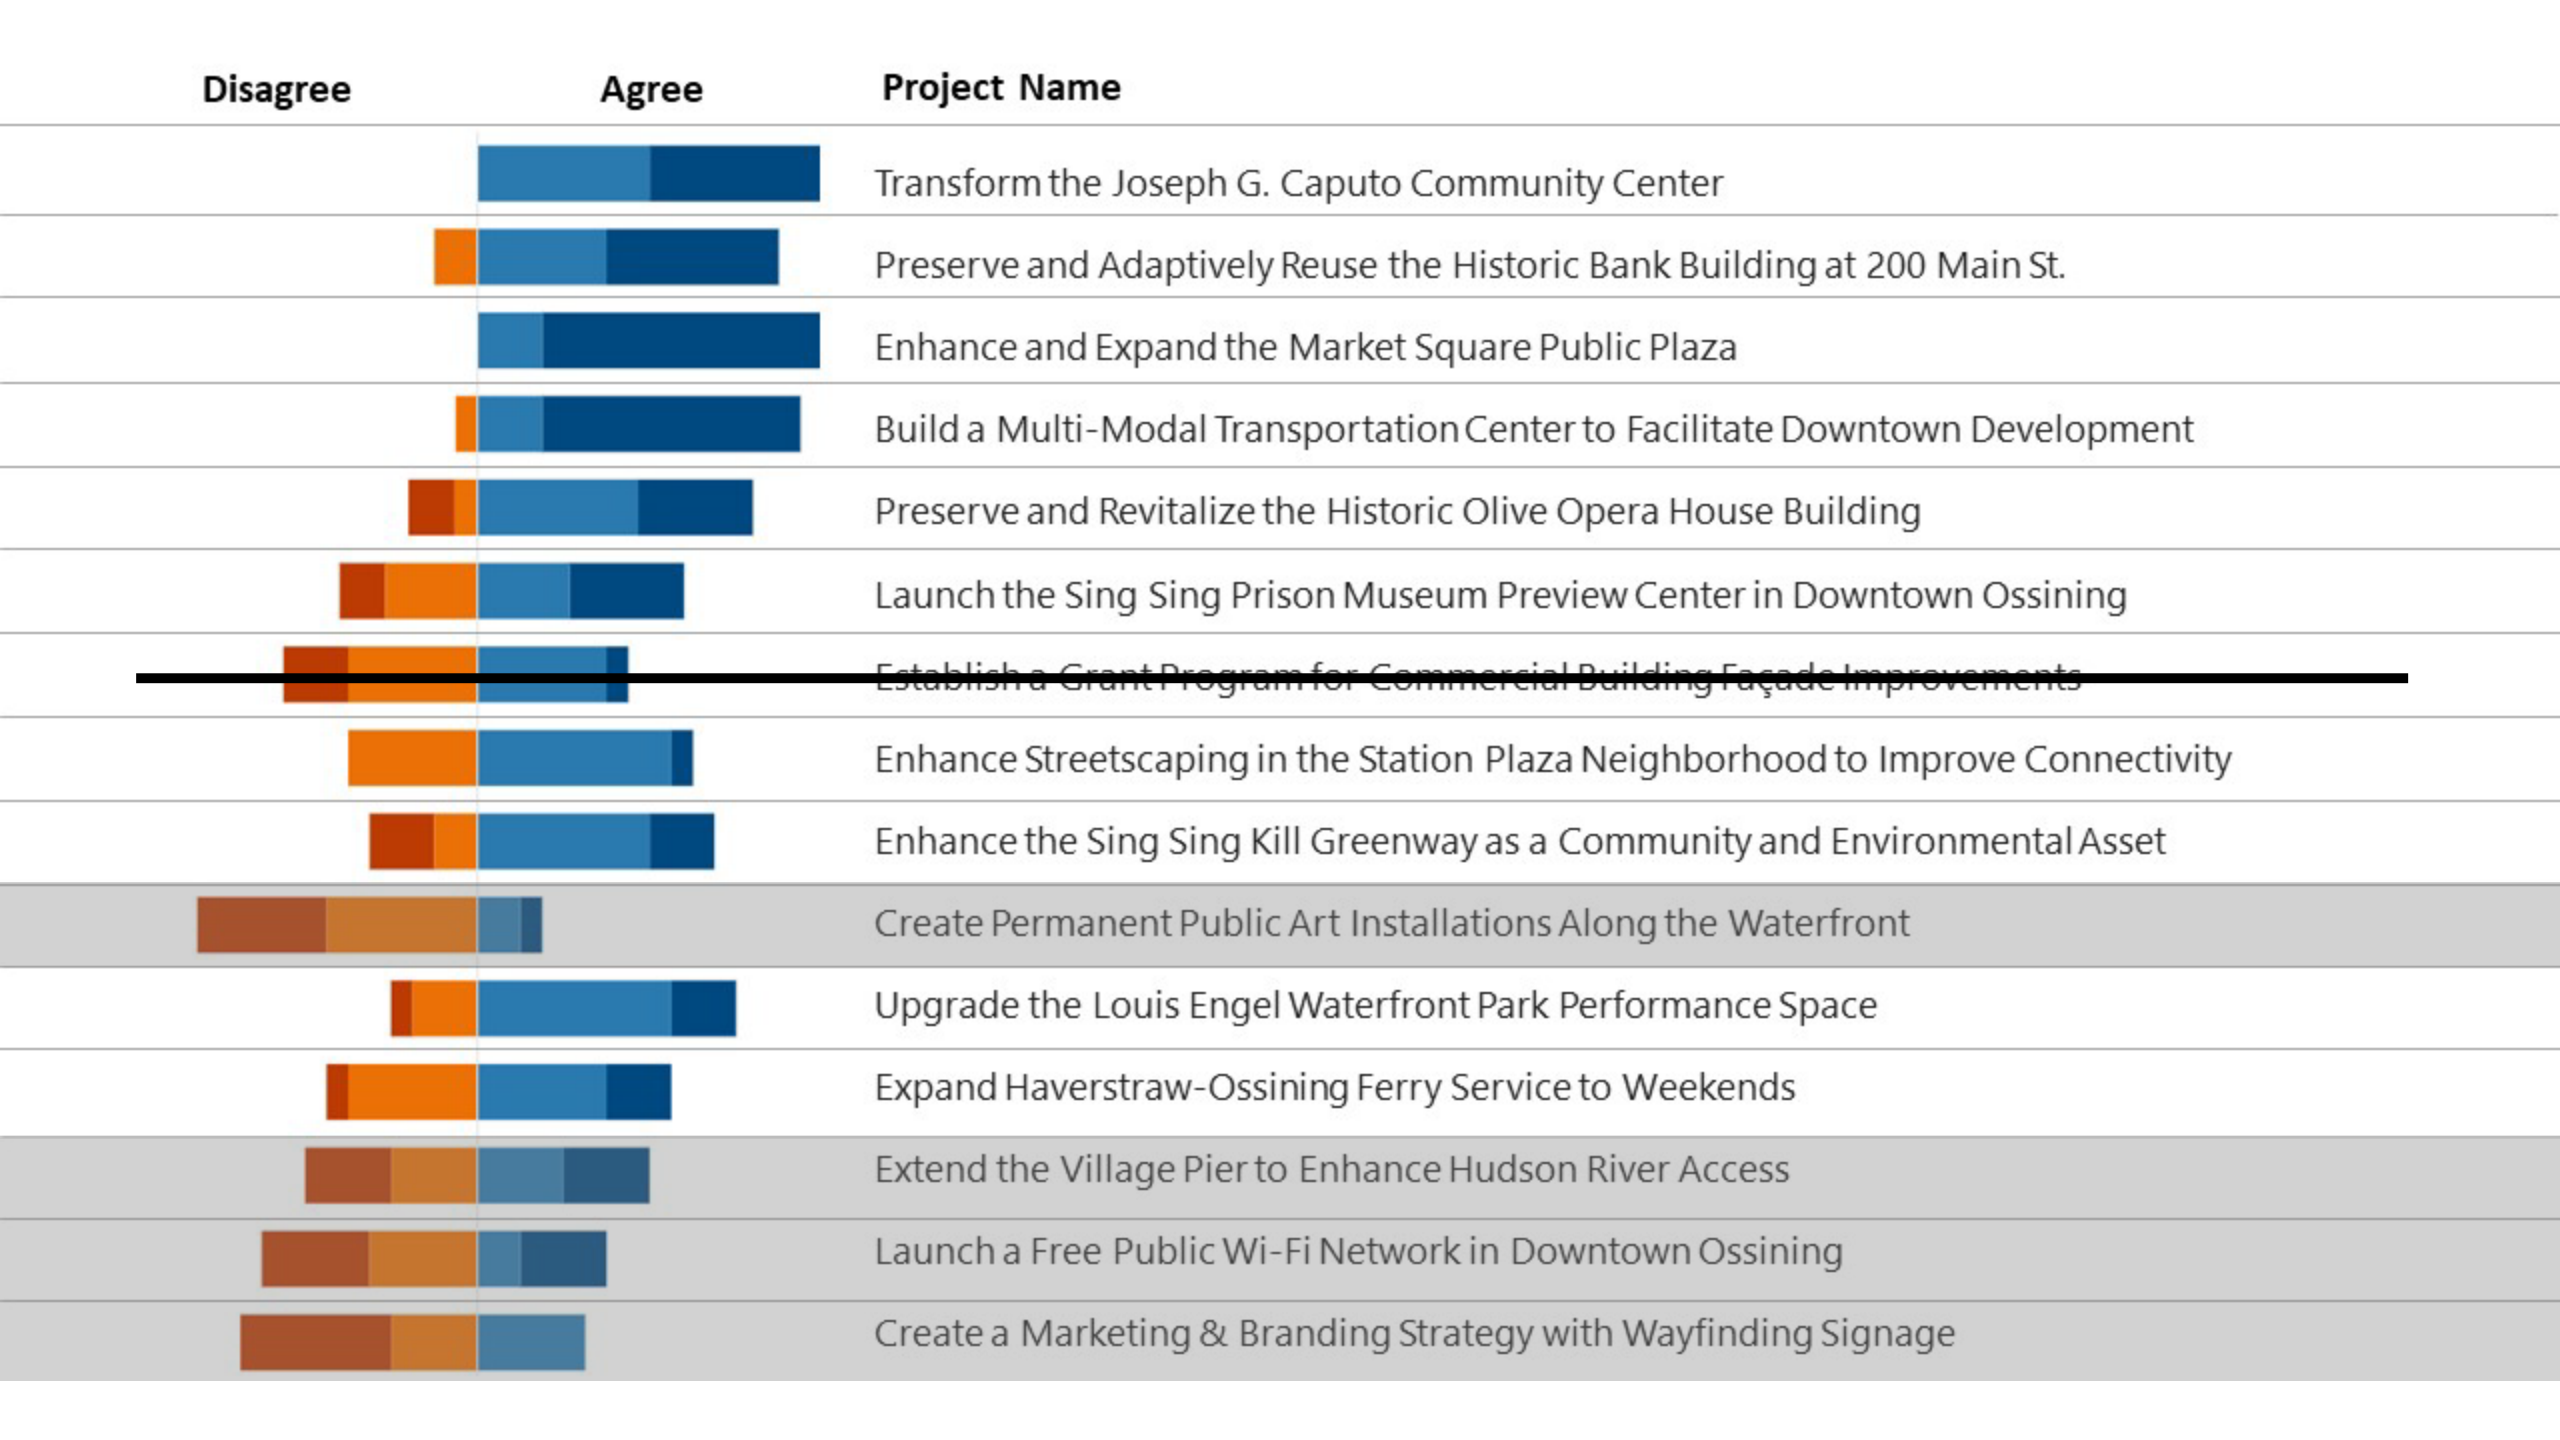 Disagree Agree Project Name
Transform the Joseph G. Caputo Community Center
Preserve and Adaptively Reuse the Historic Bank Building at 200 Main St.
Enhance and Expand the Market Square Public Plaza
Build a Multi-Modal Transportation Center to Facilitate Downtown Development
Preserve and Revitalize the Historic Olive Opera House Building
Launch the Sing Sing Prison Museum Preview Center in Downtown Ossining
Establish a Grant Program for Commercial Building Façade Improvements
Enhance Streetscaping in the Station Plaza Neighborhood to Improve Connectivity
Enhance the Sing Sing Kill Greenway as a Community and Environmental Asset
Create Permanent Public Art Installations Along the Waterfront
Upgrade the Louis Engel Waterfront Park Performance Space
Expand Haverstraw-Ossining Ferry Service to Weekends
Extend the Village Pier to Enhance Hudson River Access
Launch a Free Public Wi-Fi Network in Downtown Ossining
Create a Marketing & Branding Strategy with Wayfinding Signage